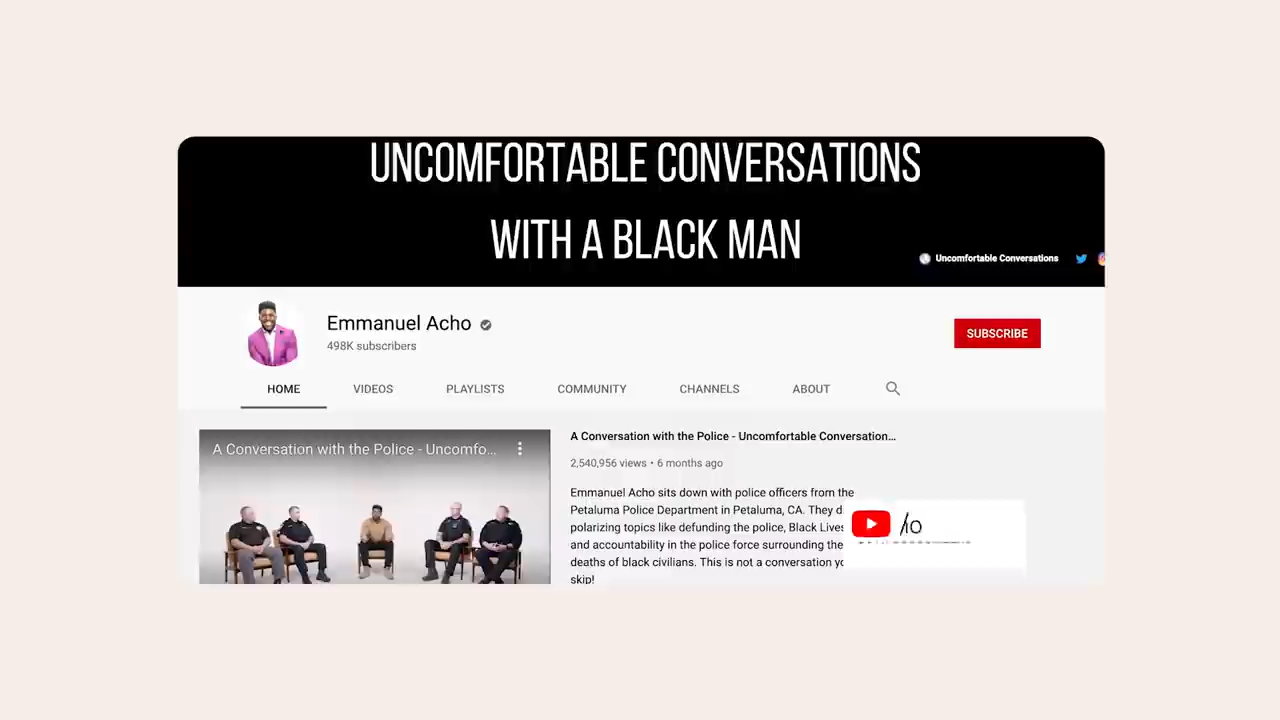 UNCOMFORTABLE CONVERSATIONS
WITH A BLACK MAN
Uncomfortable Conversations
Emmanuel Acho
498K subscribers
SUBSCRIBE
HOME VIDEOS PLAYLISTS COMMUNITY CHANNELS ABOUT
A Conversation with the Police - Uncomfo...
A Conversation with the Police - Uncomfortable Conversation...
2,540,956 views • 6 months ago
Emmanuel Acho sits down with police officers from the
Petaluma Police Department in Petaluma, CA. They d
polarizing topics like defunding the police, Black Lives
and accountability in the police force surrounding the
deaths of black civilians. This is not a conversation yo
skip!